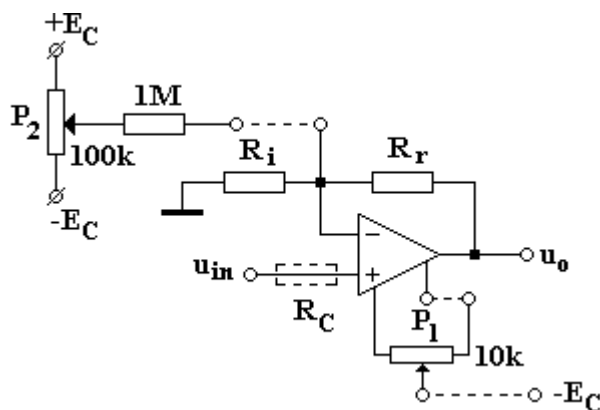 +E_C
1M
P_2
100k
R_i
R_r
-E_C
−
u_in
+
u_o
R_C
P_1
10k
-E_C